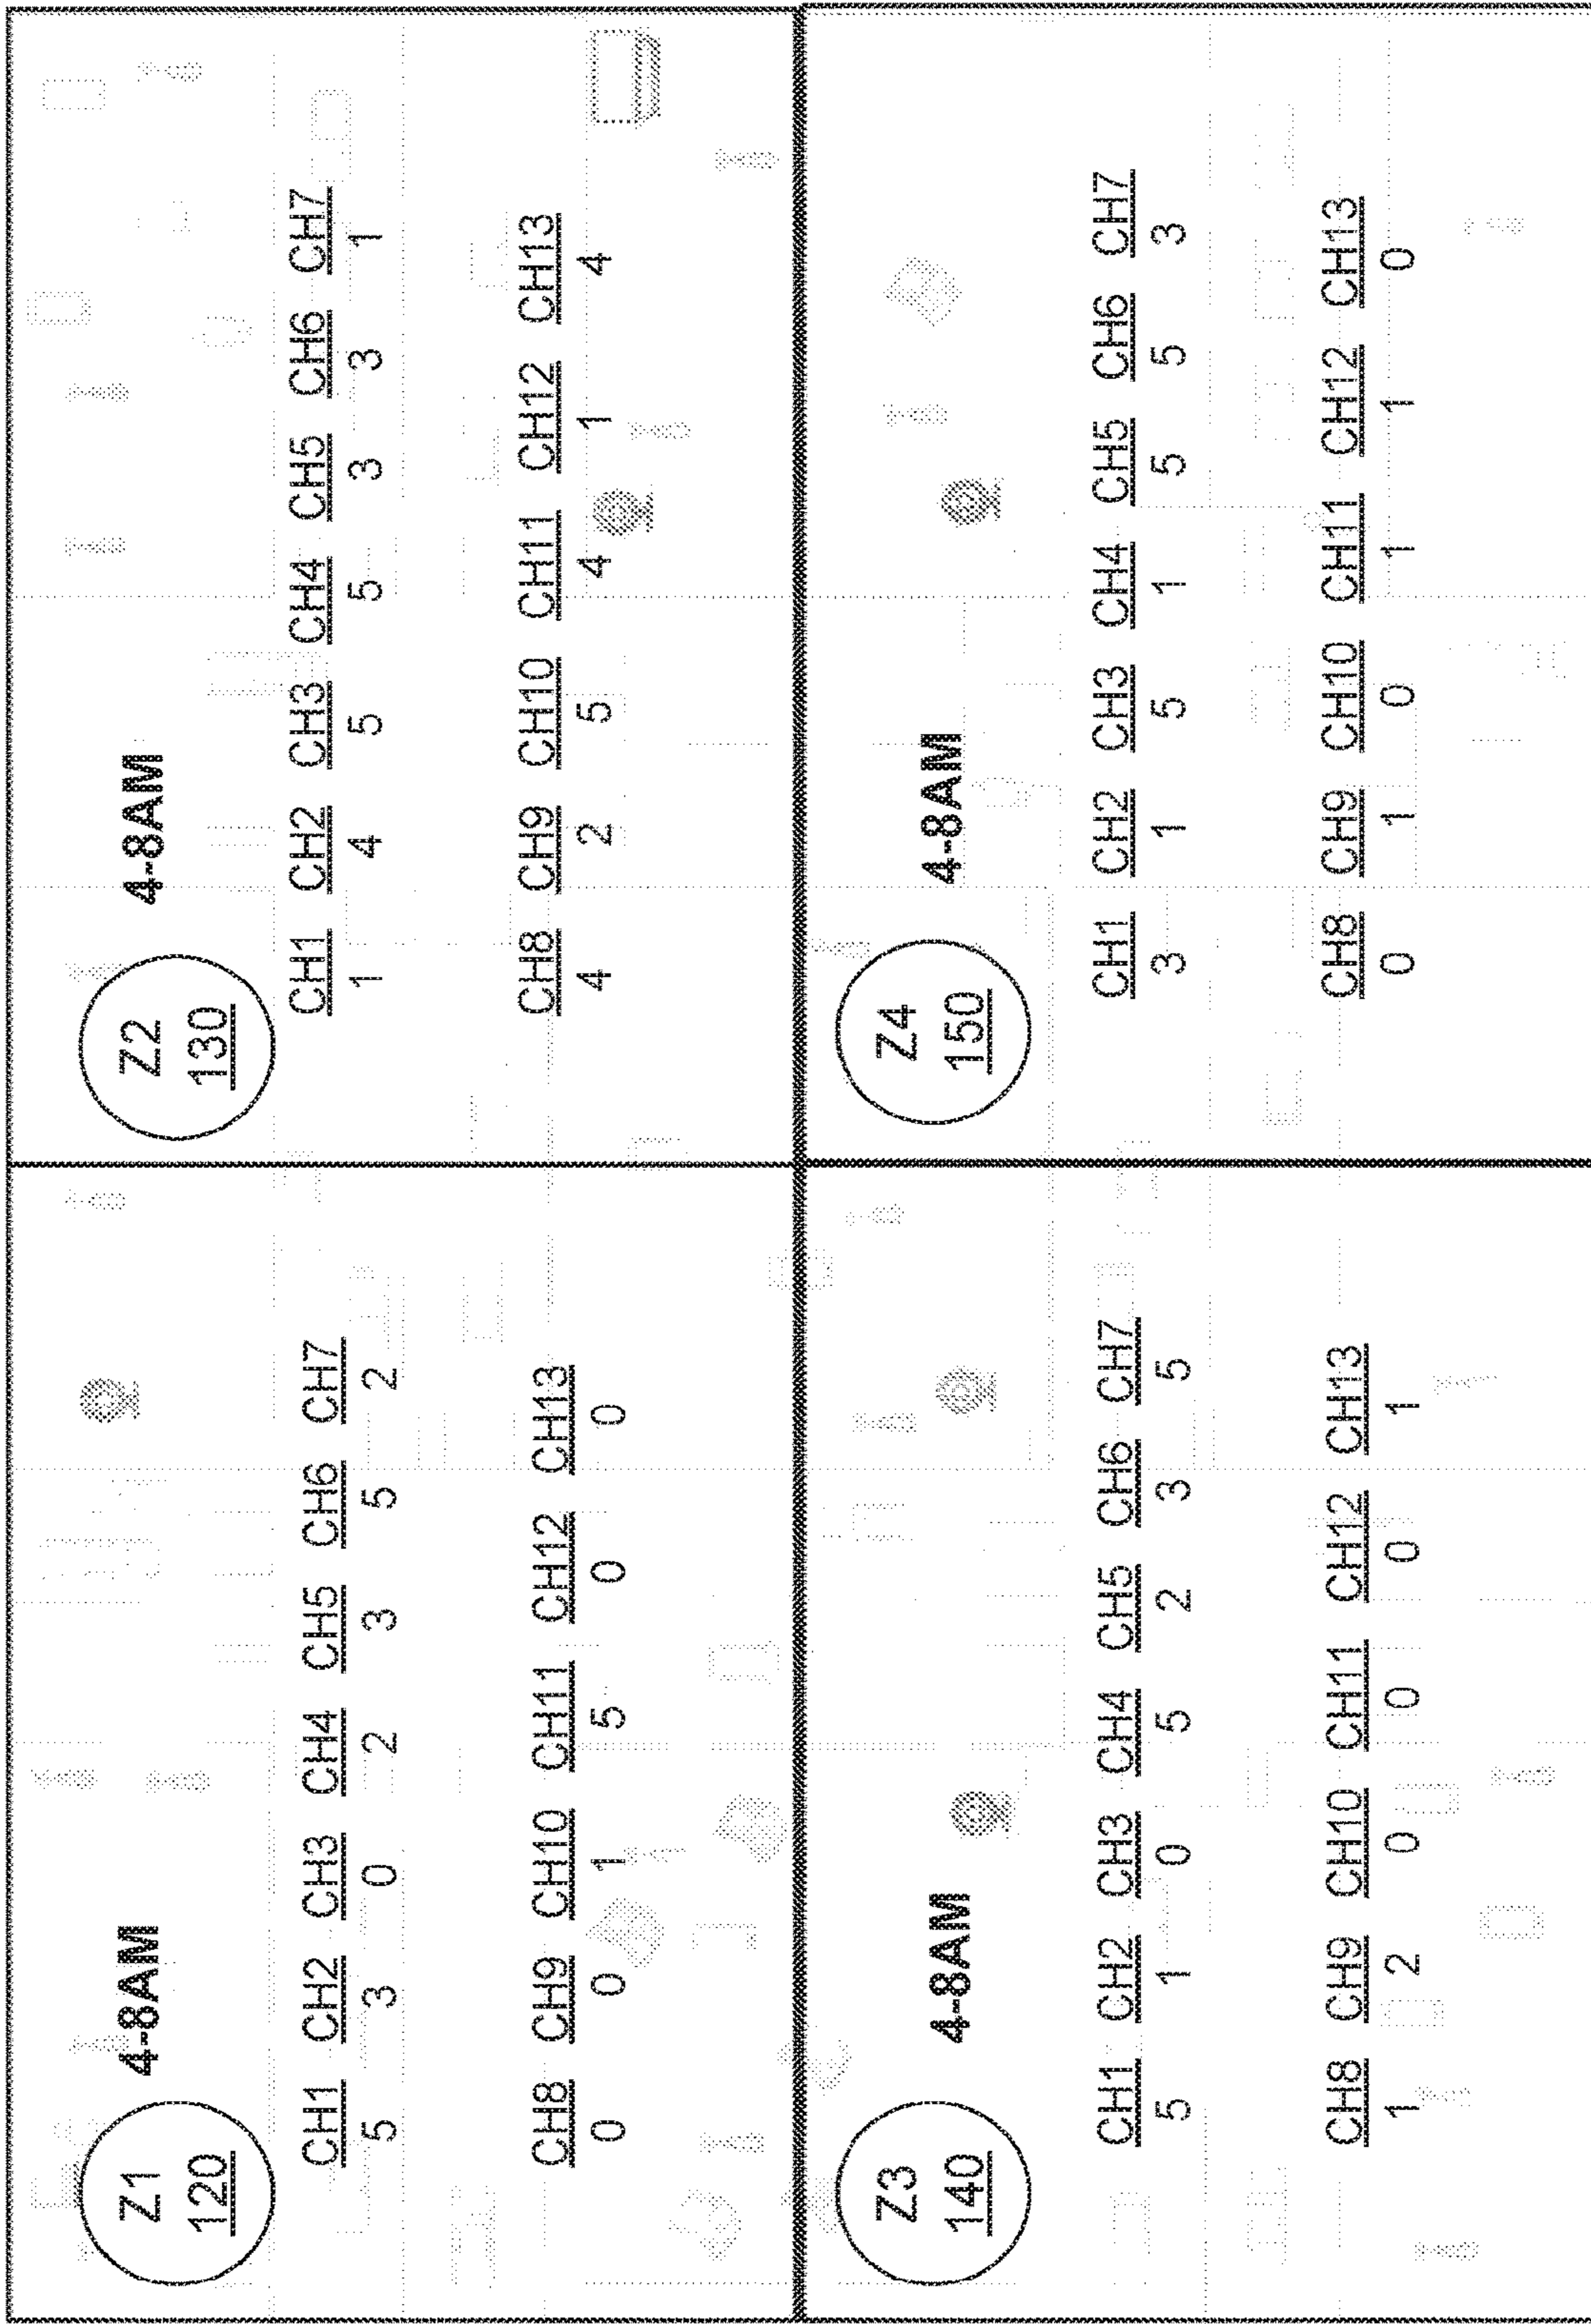 Z1
120
4-8AM
CH1 CH2 CH3 CH4 CH5 CH6 CH7
5 3 0 2 3 5 2
CH8 CH9 CH10 CH11 CH12 CH13
0 0 1 5 0 0
Z2
130
4-8AM
CH1 CH2 CH3 CH4 CH5 CH6 CH7
1 4 5 5 3 3 1
CH8 CH9 CH10 CH11 CH12 CH13
4 2 5 4 1 4
Z3
140
4-8AM
CH1 CH2 CH3 CH4 CH5 CH6 CH7
5 1 0 5 2 3 5
CH8 CH9 CH10 CH11 CH12 CH13
1 2 0 0 0 1
Z4
150
4-8AM
CH1 CH2 CH3 CH4 CH5 CH6 CH7
3 1 5 1 5 5 3
CH8 CH9 CH10 CH11 CH12 CH13
0 1 0 1 1 0